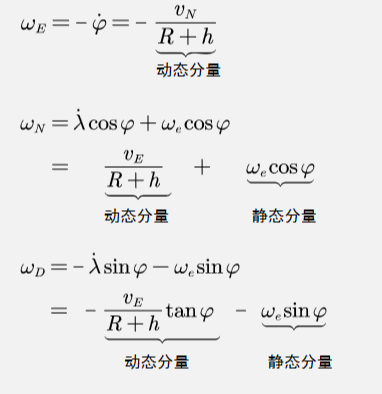 ω_E = −φ̇ = − v_N / (R + h)
动态分量
ω_N = λ̇ cos φ + ω_e cos φ
= v_E / (R + h) + ω_e cos φ
动态分量 静态分量
ω_D = −λ̇ sin φ − ω_e sin φ
= − v_E / (R + h) tan φ − ω_e sin φ
动态分量 静态分量